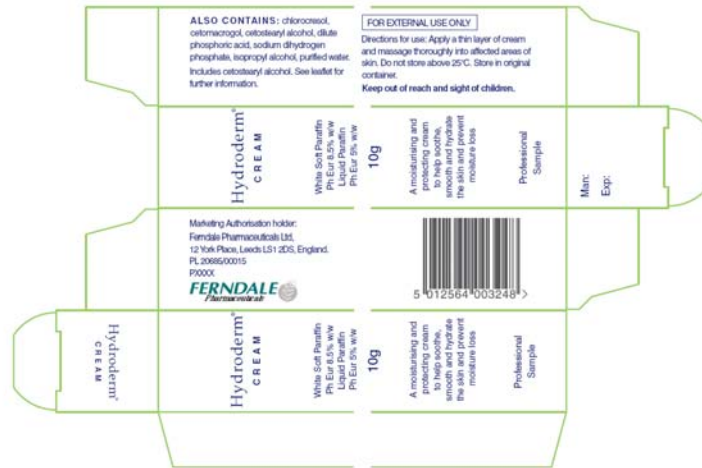 ALSO CONTAINS: chlorocresol,
cetomacrogol, cetostearyl alcohol, dilute
phosphoric acid, sodium dihydrogen
phosphate, isopropyl alcohol, purified water.
Includes cetostearyl alcohol. See leaflet for
further information.
FOR EXTERNAL USE ONLY
Directions for use: Apply a thin layer of cream
and massage thoroughly into affected areas of
skin. Do not store above 25°C. Store in original
container.
Keep out of reach and sight of children.
Hydroderm®
CREAM
White Soft Paraffin
Ph Eur 8.5% w/w
Liquid Paraffin
Ph Eur 5% w/w
10g
A moisturising and
protecting cream
to help soothe,
smooth and hydrate
the skin and prevent
moisture loss
Professional
Sample
Man:
Exp:
Marketing Authorisation holder:
Ferndale Pharmaceuticals Ltd,
12 York Place, Leeds LS1 2DS, England.
PL 20685/00015
PXXXX
FERNDALE
Pharmaceuticals
5 012564 003248 >
Hydroderm®
CREAM
Hydroderm®
CREAM
White Soft Paraffin
Ph Eur 8.5% w/w
Liquid Paraffin
Ph Eur 5% w/w
10g
A moisturising and
protecting cream
to help soothe,
smooth and hydrate
the skin and prevent
moisture loss
Professional
Sample